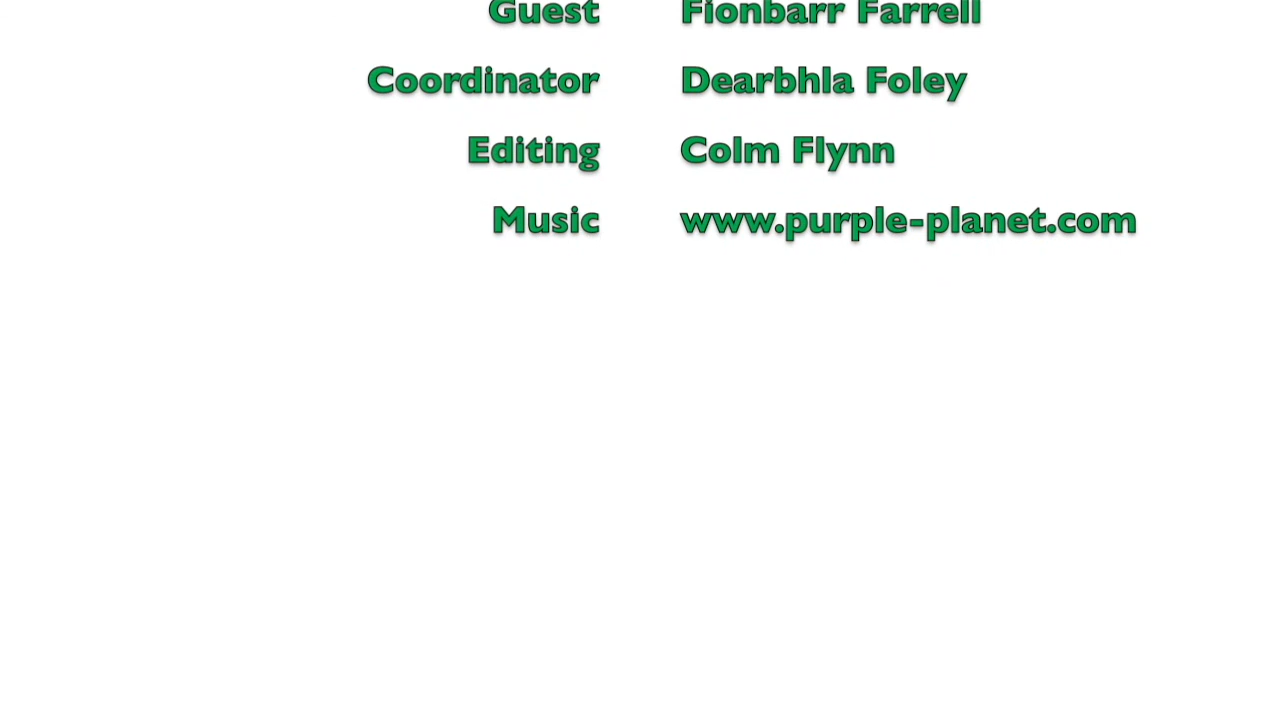 Guest Fionbarr Farrell
Coordinator Dearbhla Foley
Editing Colm Flynn
Music www.purple-planet.com